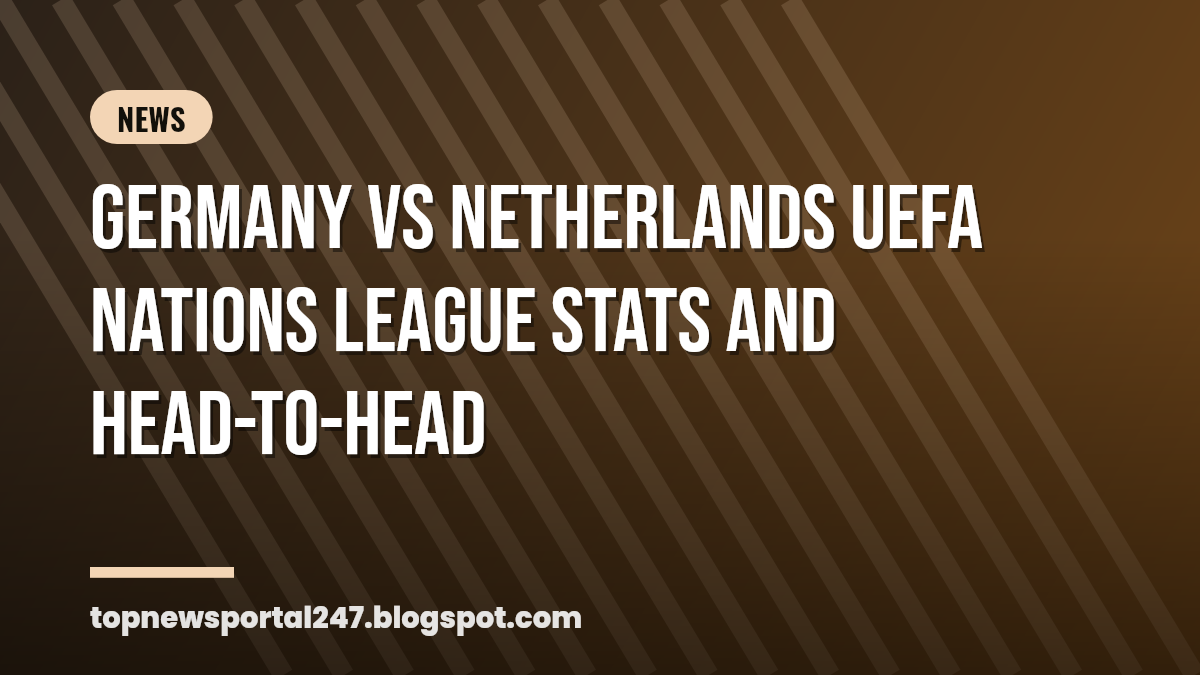 NEWS
GERMANY VS NETHERLANDS UEFA
NATIONS LEAGUE STATS AND
HEAD-TO-HEAD
topnewsportal247.blogspot.com